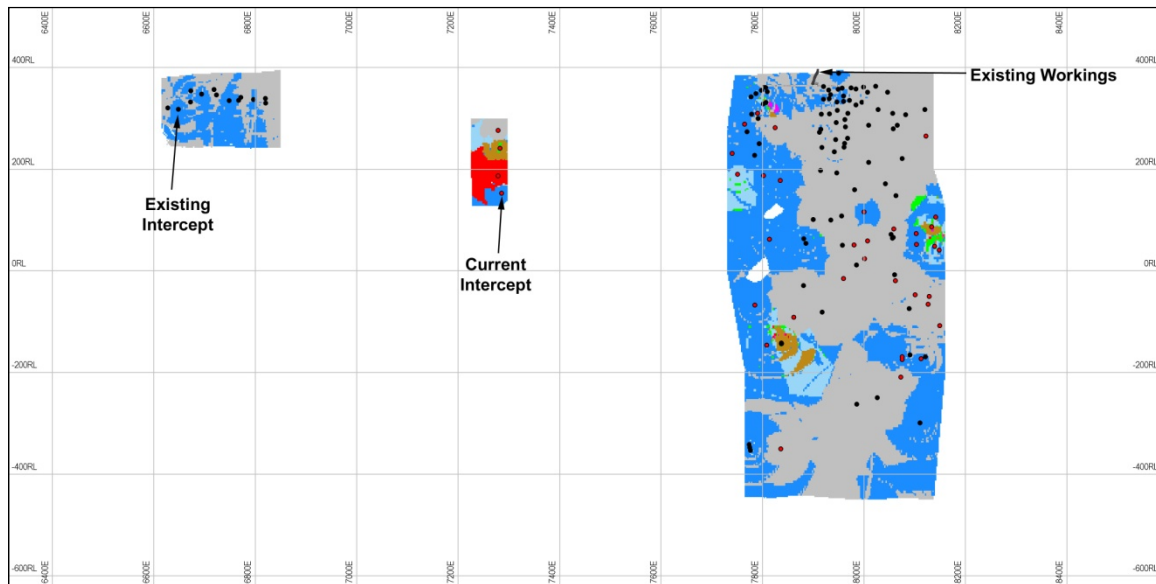 6400E 6600E 6800E 7000E 7200E 7400E 7600E 7800E 8000E 8200E 8400E
400RL 400RL
Existing Workings
200RL 200RL
Existing
Intercept
Current
Intercept
0RL 0RL
-200RL -200RL
-400RL -400RL
-600RL -600RL
6400E 6600E 6800E 7000E 7200E 7400E 7600E 7800E 8000E 8200E 8400E